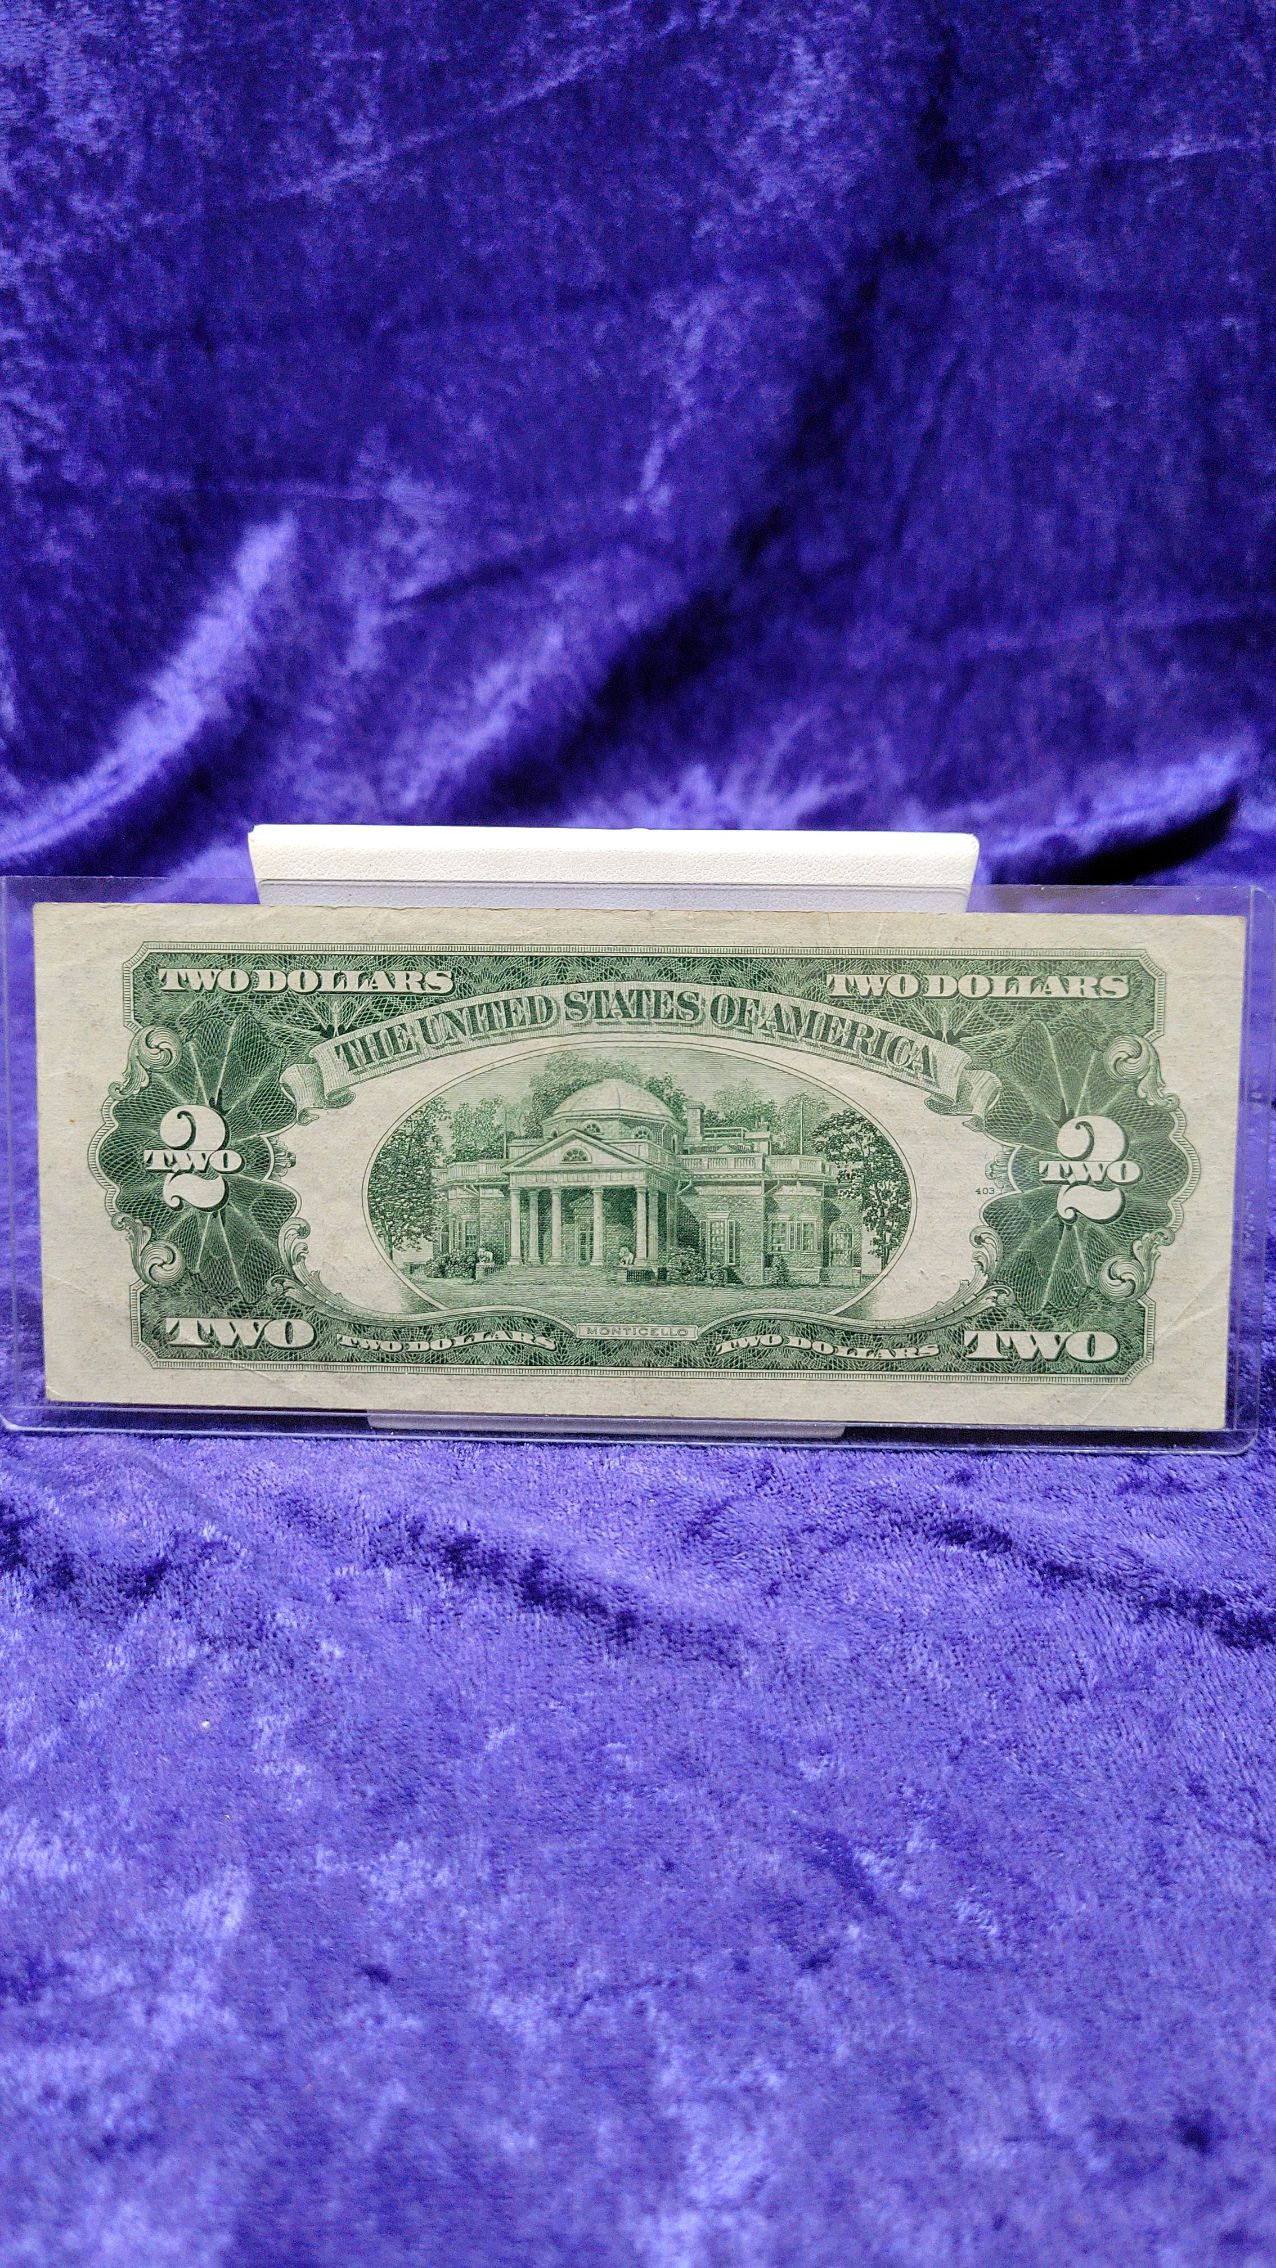 TWO DOLLARS TWO DOLLARS
THE UNITED STATES OF AMERICA
2 TWO 2 TWO
403
TWO TWO DOLLARS MONTICELLO TWO DOLLARS TWO